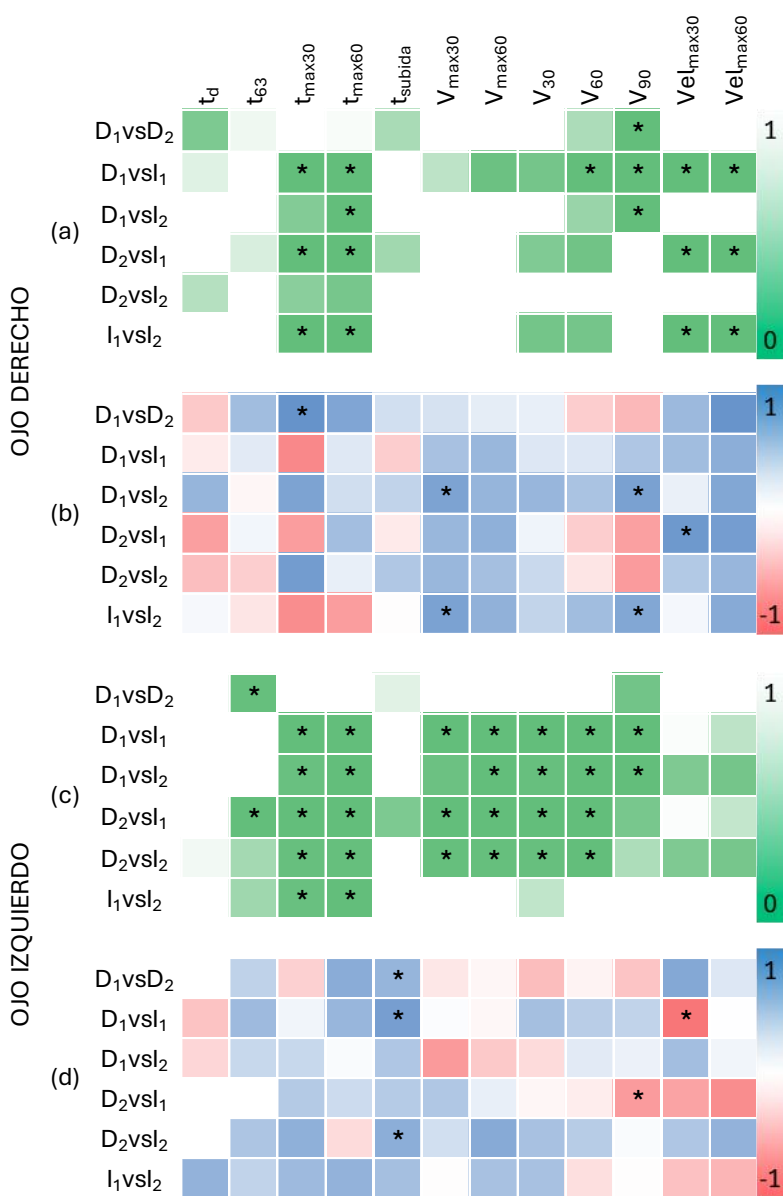 t_d t_63 t_max30 t_max60 t_subida V_max30 V_max60 V_30 V_60 V_90 Vel_max30 Vel_max60
OJO DERECHO
(a)
D₁vsD₂ *
D₁vsI₁ * * * * * *
D₁vsI₂ * *
D₂vsI₁ * * * *
D₂vsI₂
I₁vsI₂ * * * *
1
0
(b)
D₁vsD₂ *
D₁vsI₁
D₁vsI₂ * *
D₂vsI₁ *
D₂vsI₂
I₁vsI₂ * *
1
-1
OJO IZQUIERDO
(c)
D₁vsD₂ *
D₁vsI₁ * * * * * * *
D₁vsI₂ * * * * * *
D₂vsI₁ * * * * * * *
D₂vsI₂ * * * * * *
I₁vsI₂ * *
1
0
(d)
D₁vsD₂ *
D₁vsI₁ * *
D₁vsI₂
D₂vsI₁ *
D₂vsI₂ *
I₁vsI₂
1
-1